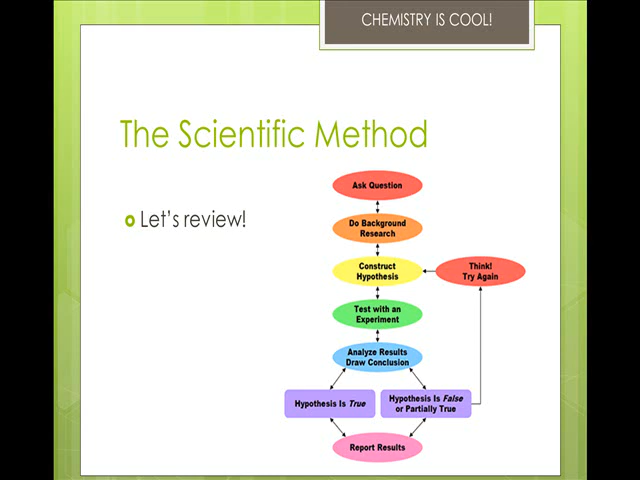 CHEMISTRY IS COOL!
The Scientific Method
Let's review!
Ask Question
Do Background
Research
Construct
Hypothesis
Think!
Try Again
Test with an
Experiment
Analyze Results
Draw Conclusion
Hypothesis Is True
Hypothesis Is False
or Partially True
Report Results